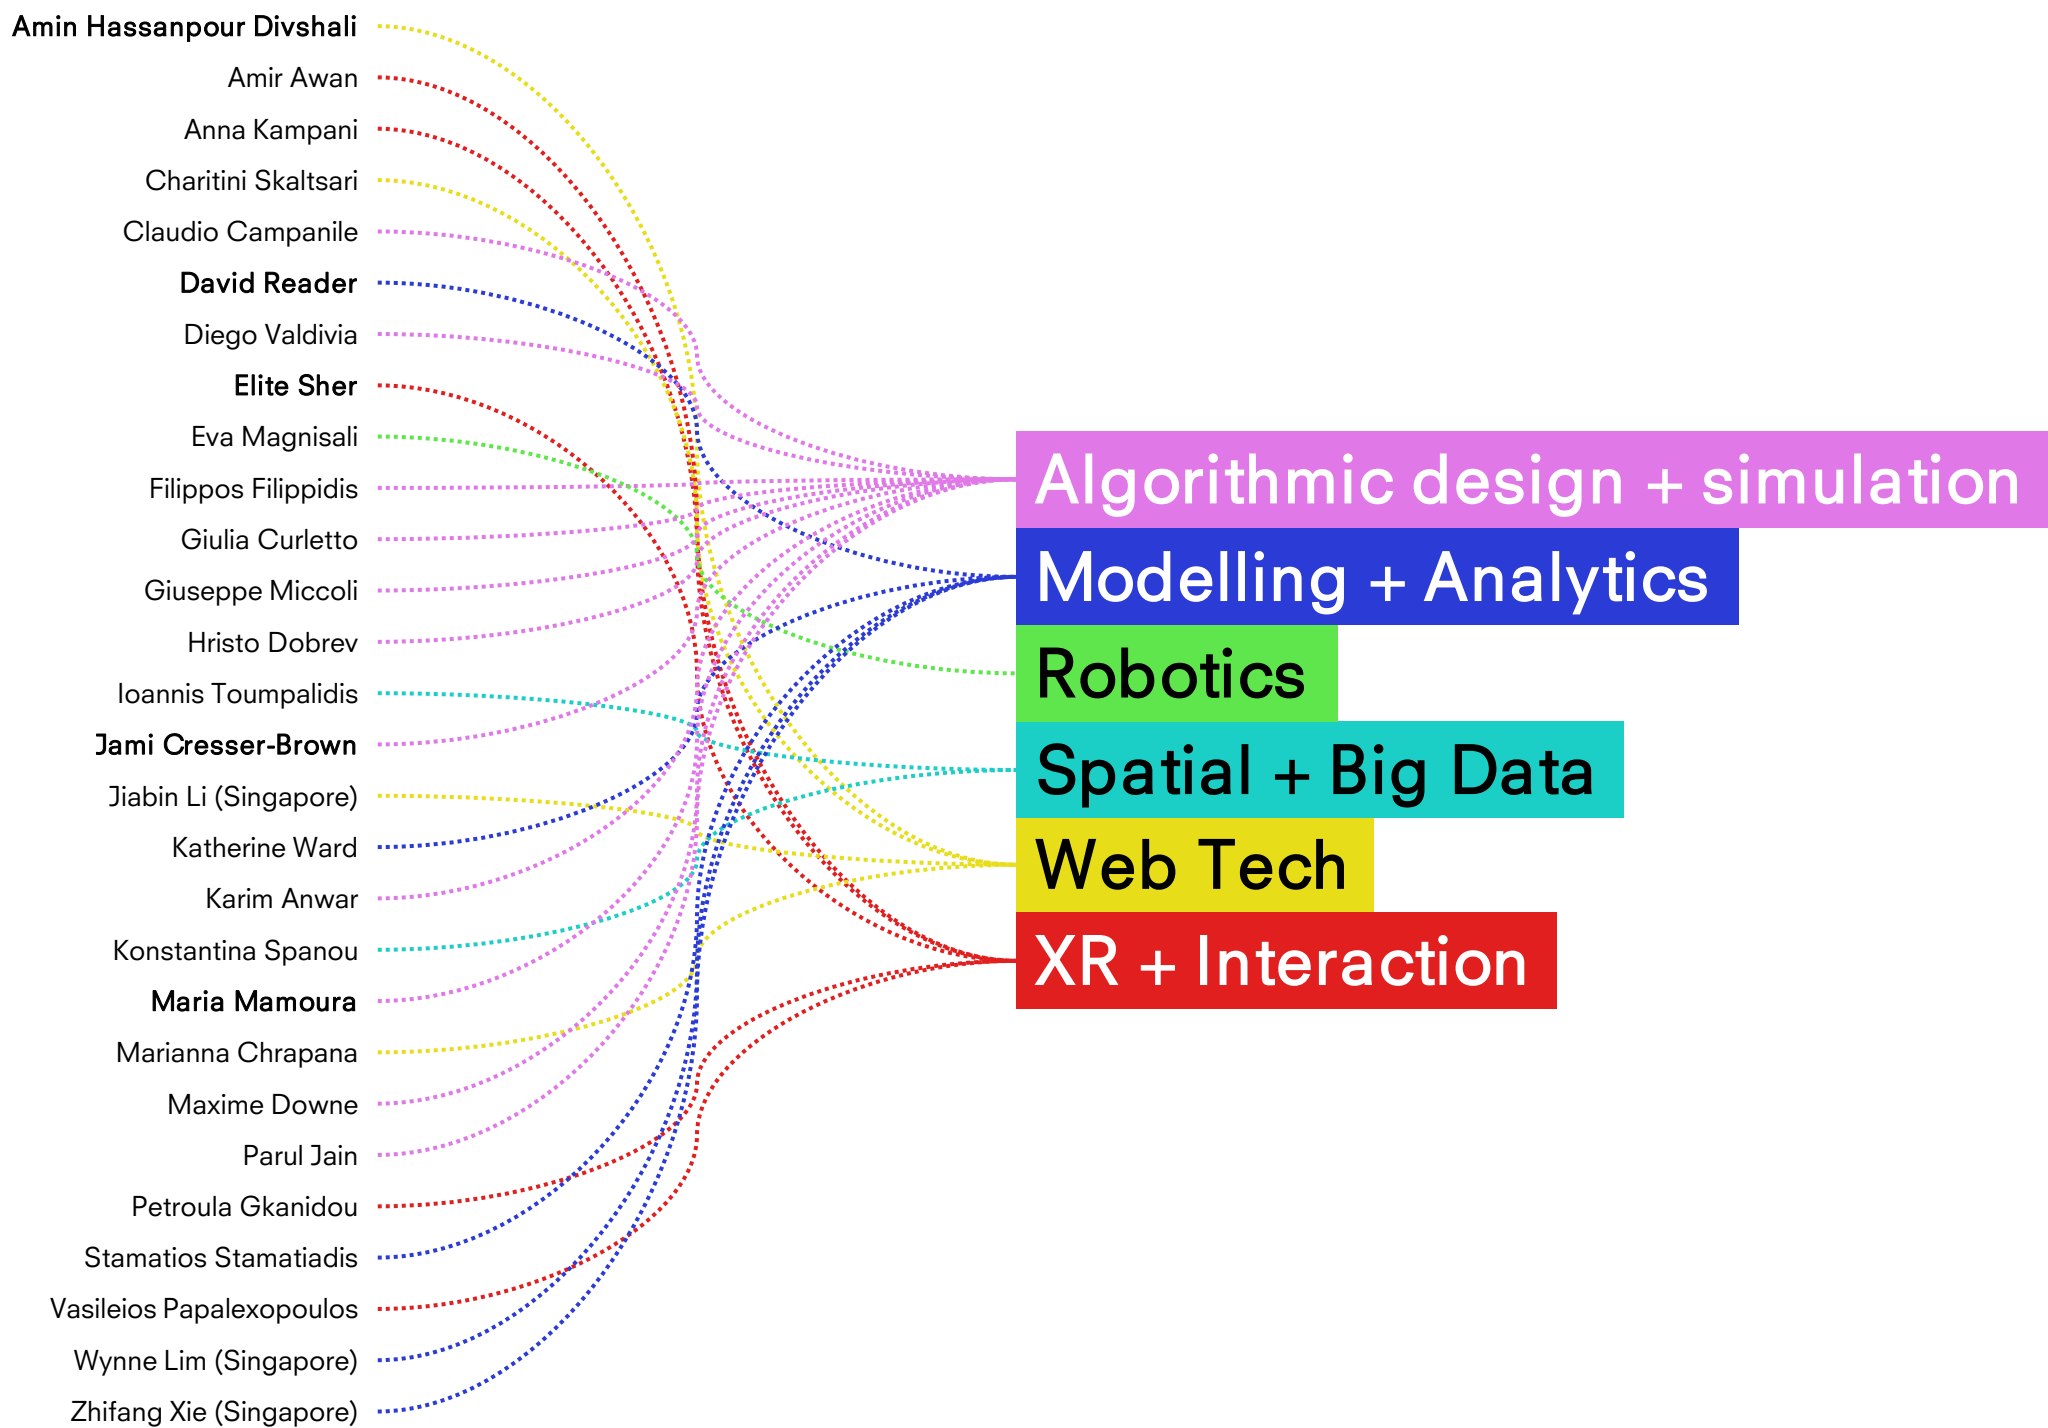 Amin Hassanpour Divshali
Amir Awan
Anna Kampani
Charitini Skaltsari
Claudio Campanile
David Reader
Diego Valdivia
Elite Sher
Eva Magnisali
Filippos Filippidis
Giulia Curletto
Giuseppe Miccoli
Hristo Dobrev
Ioannis Toumpalidis
Jami Cresser-Brown
Jiabin Li (Singapore)
Katherine Ward
Karim Anwar
Konstantina Spanou
Maria Mamoura
Marianna Chrapana
Maxime Downe
Parul Jain
Petroula Gkanidou
Stamatios Stamatiadis
Vasileios Papalexopoulos
Wynne Lim (Singapore)
Zhifang Xie (Singapore)
Algorithmic design + simulation
Modelling + Analytics
Robotics
Spatial + Big Data
Web Tech
XR + Interaction